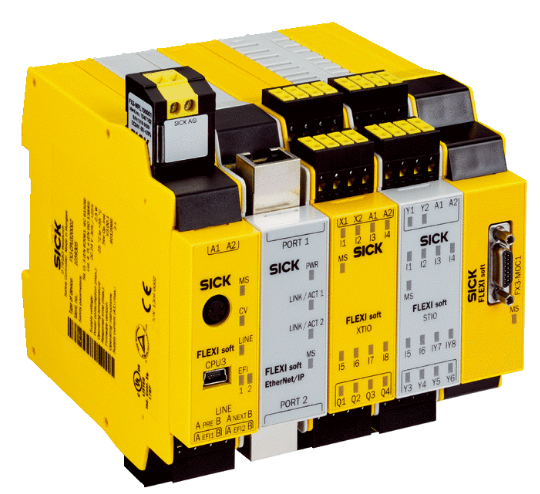 SICK AG
SICK
A1 A2
SICK
MS
CV
FLEXI soft
LINE
CPU3
EFI
1 2
LINE
A PRE B A NEXT B
A EFI1 B A EFI2 B
PORT 1
SICK
PWR
LINK / ACT 1
LINK / ACT 2
MS
FLEXI soft
EtherNet/IP
PORT 2
X1 X2 A1 A2
I1 I2 I3 I4
SICK
MS
FLEXI soft
XTIO
I5 I6 I7 I8
Q1 Q2 Q3 Q4
Y1 Y2 A1 A2
SICK
I1 I2 I3 I4
MS
FLEXI soft
STIO
I5 I6 IY7 IY8
Y3 Y4 Y5 Y6
SICK
FLEXI soft
FX3-MOC1
MS